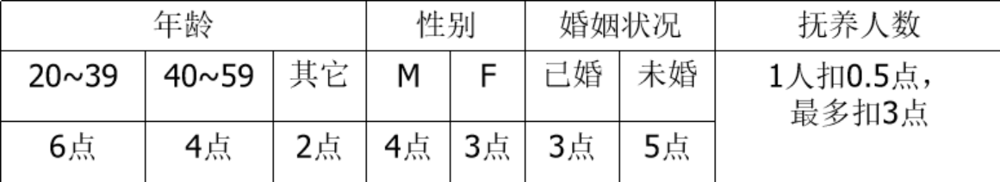 年龄 性别 婚姻状况 抚养人数
20~39 40~59 其它 M F 已婚 未婚 1人扣0.5点，
最多扣3点
6点 4点 2点 4点 3点 3点 5点